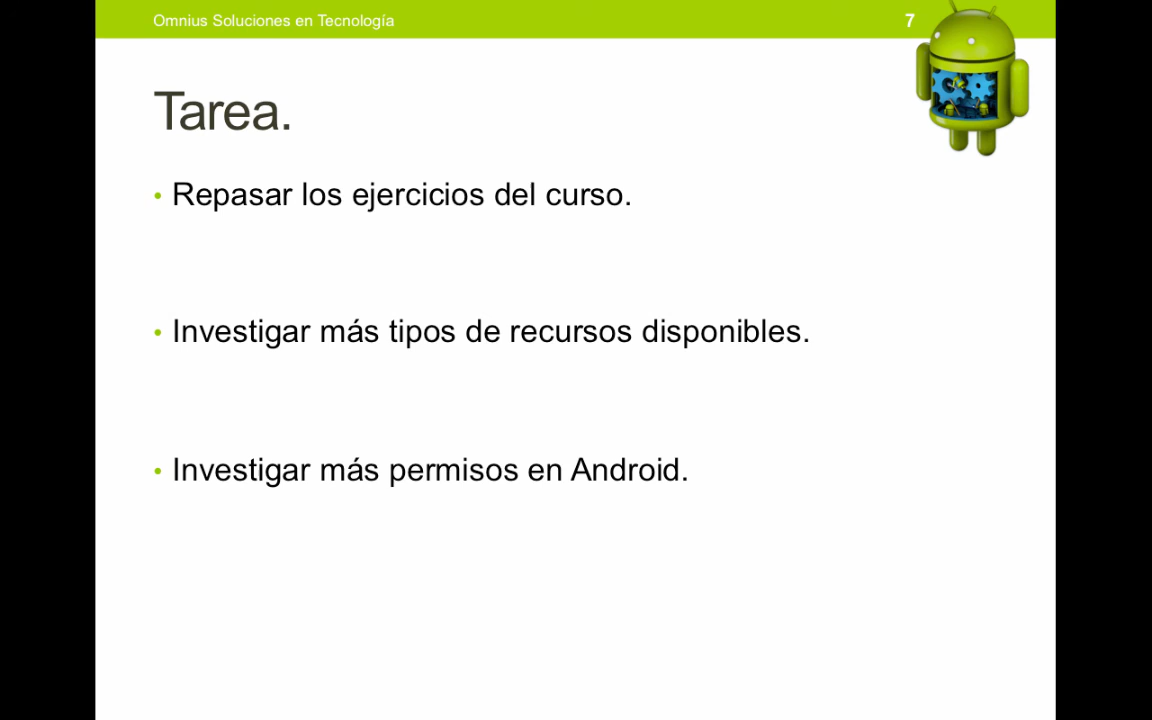 Omnius Soluciones en Tecnología
7
Tarea.
• Repasar los ejercicios del curso.
• Investigar más tipos de recursos disponibles.
• Investigar más permisos en Android.